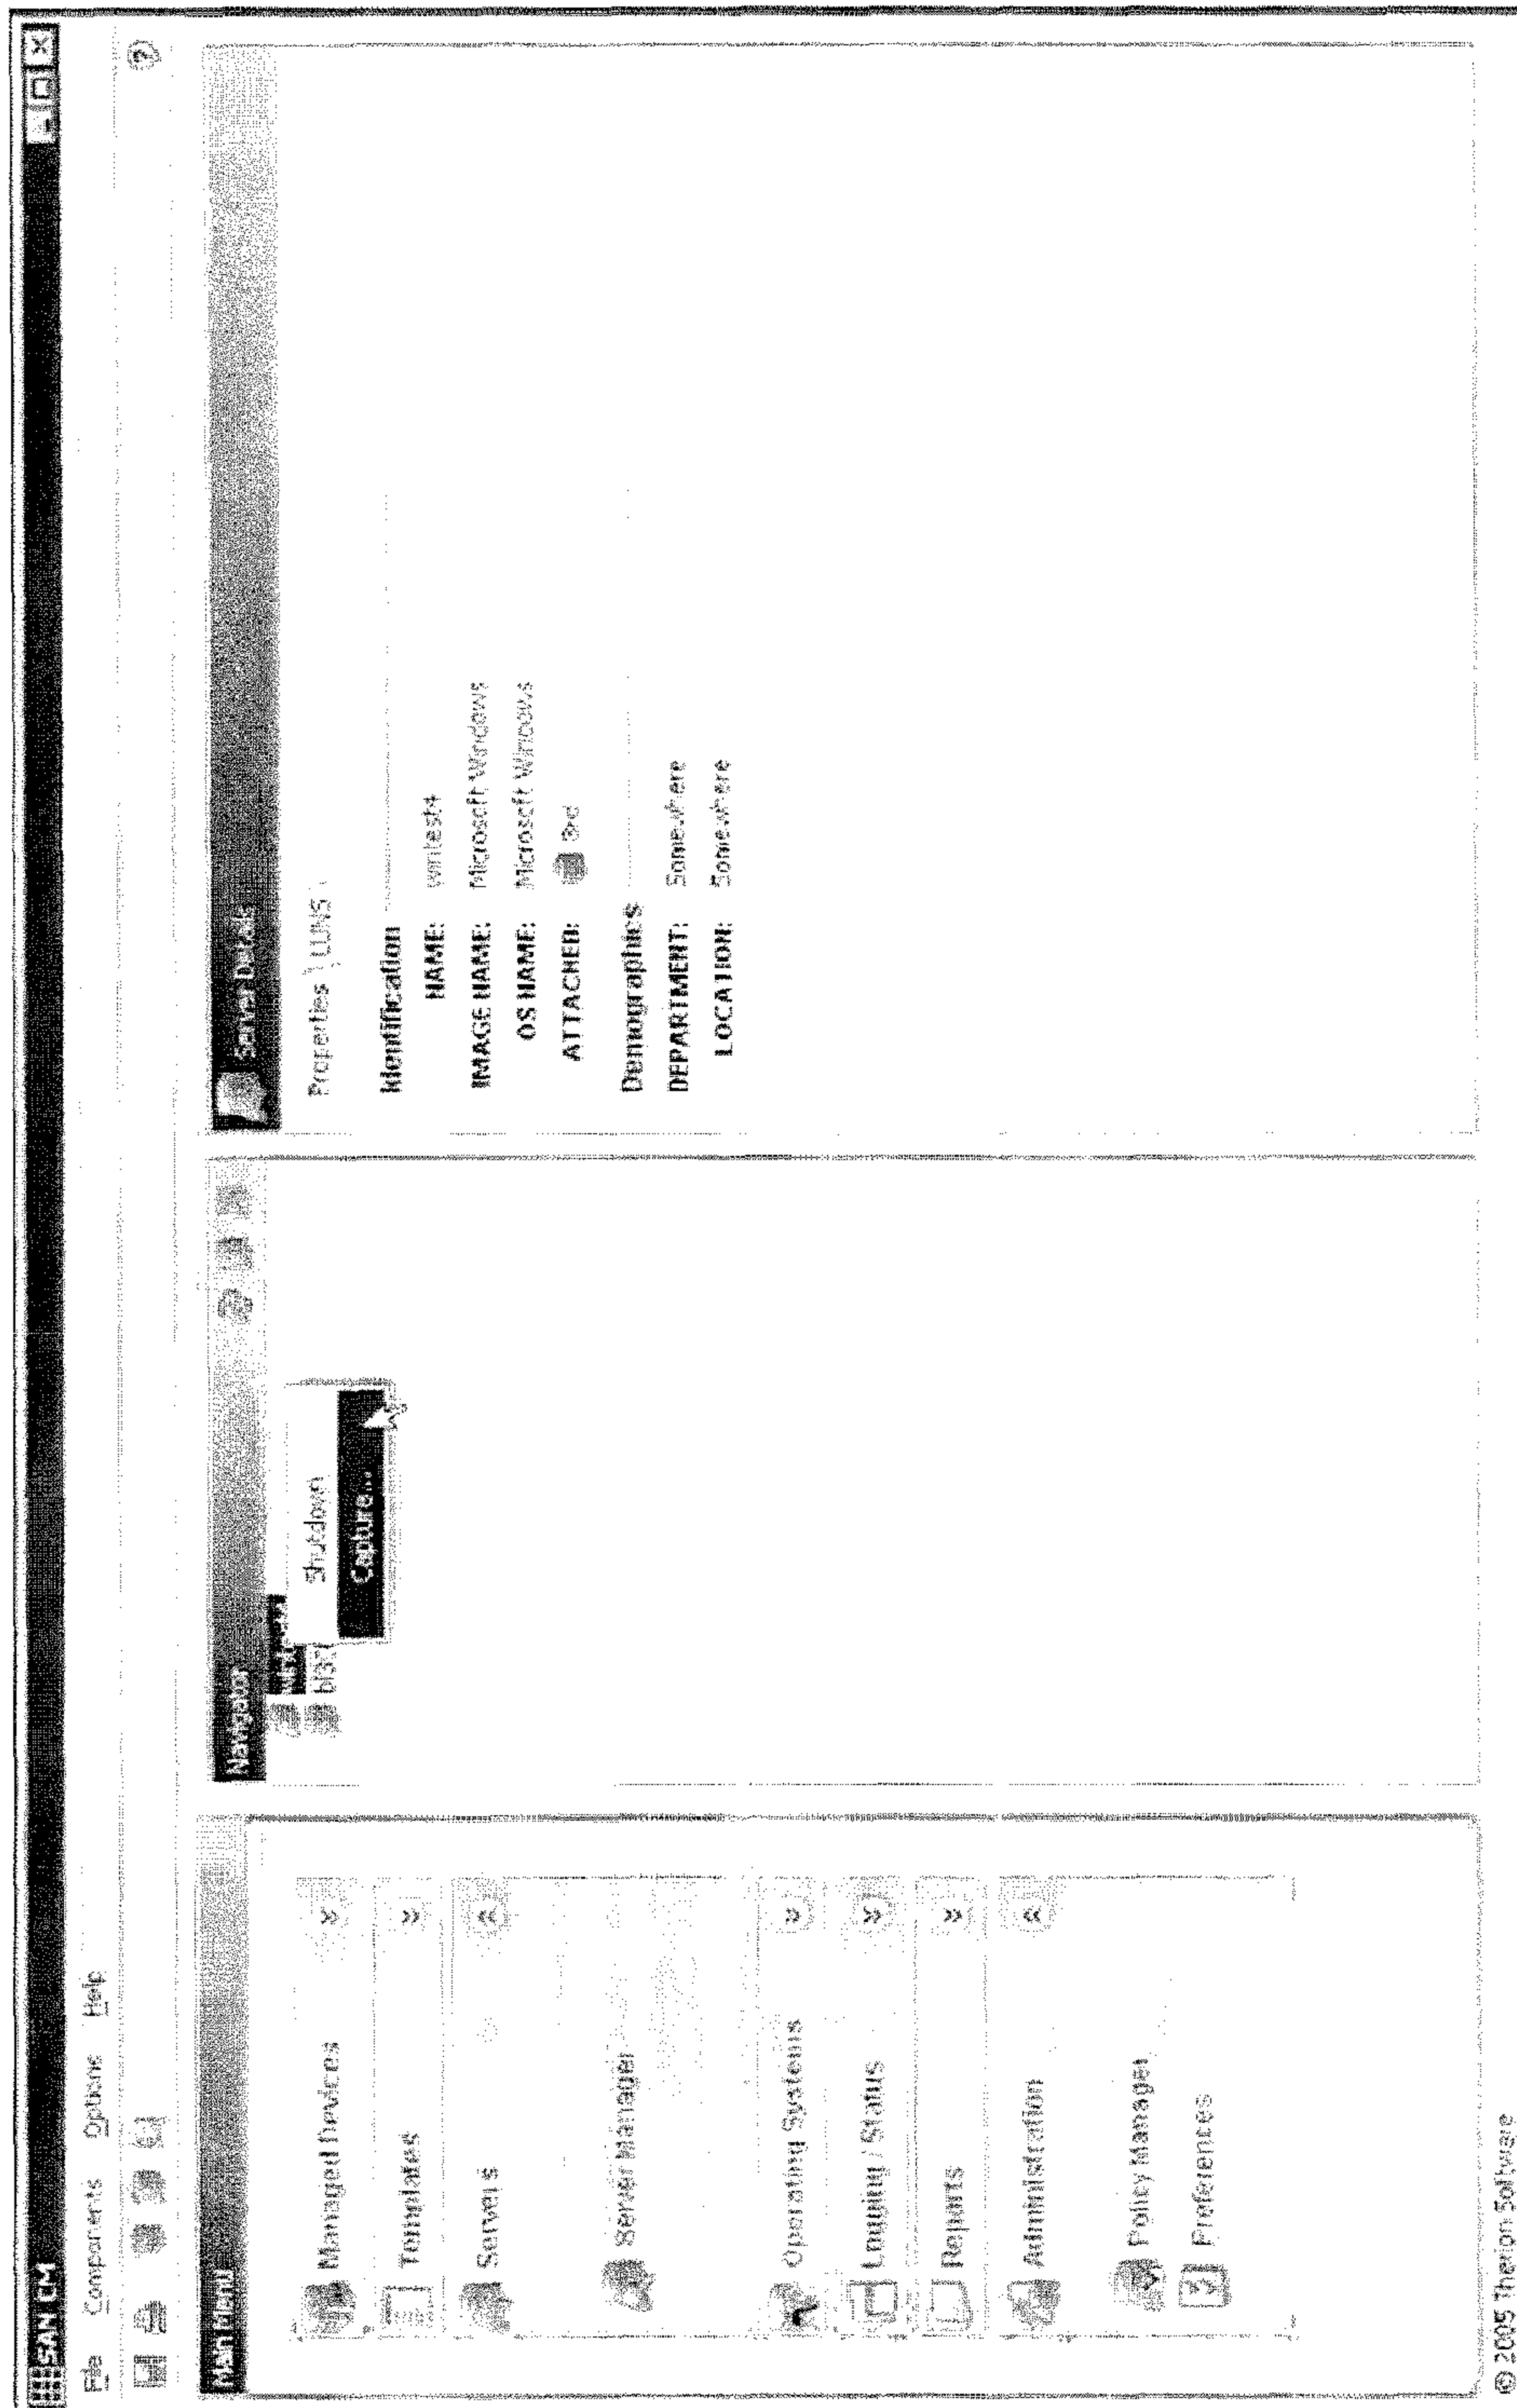 SAN CM
File Components Options Help
Main Menu
Managed Devices
Templates
Servers
Server Manager
Operating Systems
Logging / Status
Reports
Administration
Policy Manager
Preferences
Navigator
Shutdown
Capture...
Server Details
Properties LUNS
Identification
NAME: wintest4
IMAGE NAME: Microsoft Windows
OS NAME: Microsoft Windows
ATTACHED:
Demographics
DEPARTMENT: Somewhere
LOCATION: Somewhere
© 2005 Therion Software